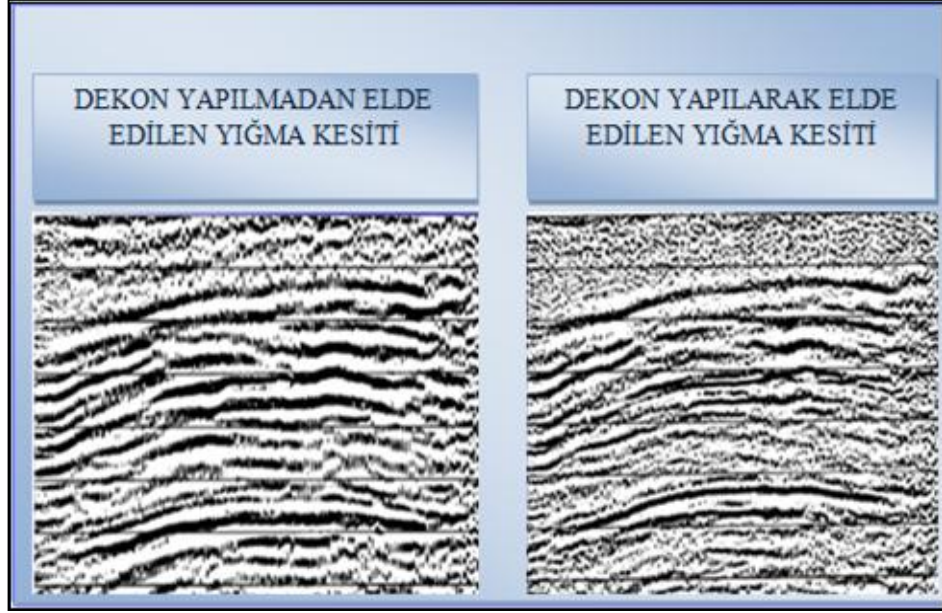 DEKON YAPILMADAN ELDE
EDİLEN YIĞMA KESİTİ
DEKON YAPILARAK ELDE
EDİLEN YIĞMA KESİTİ